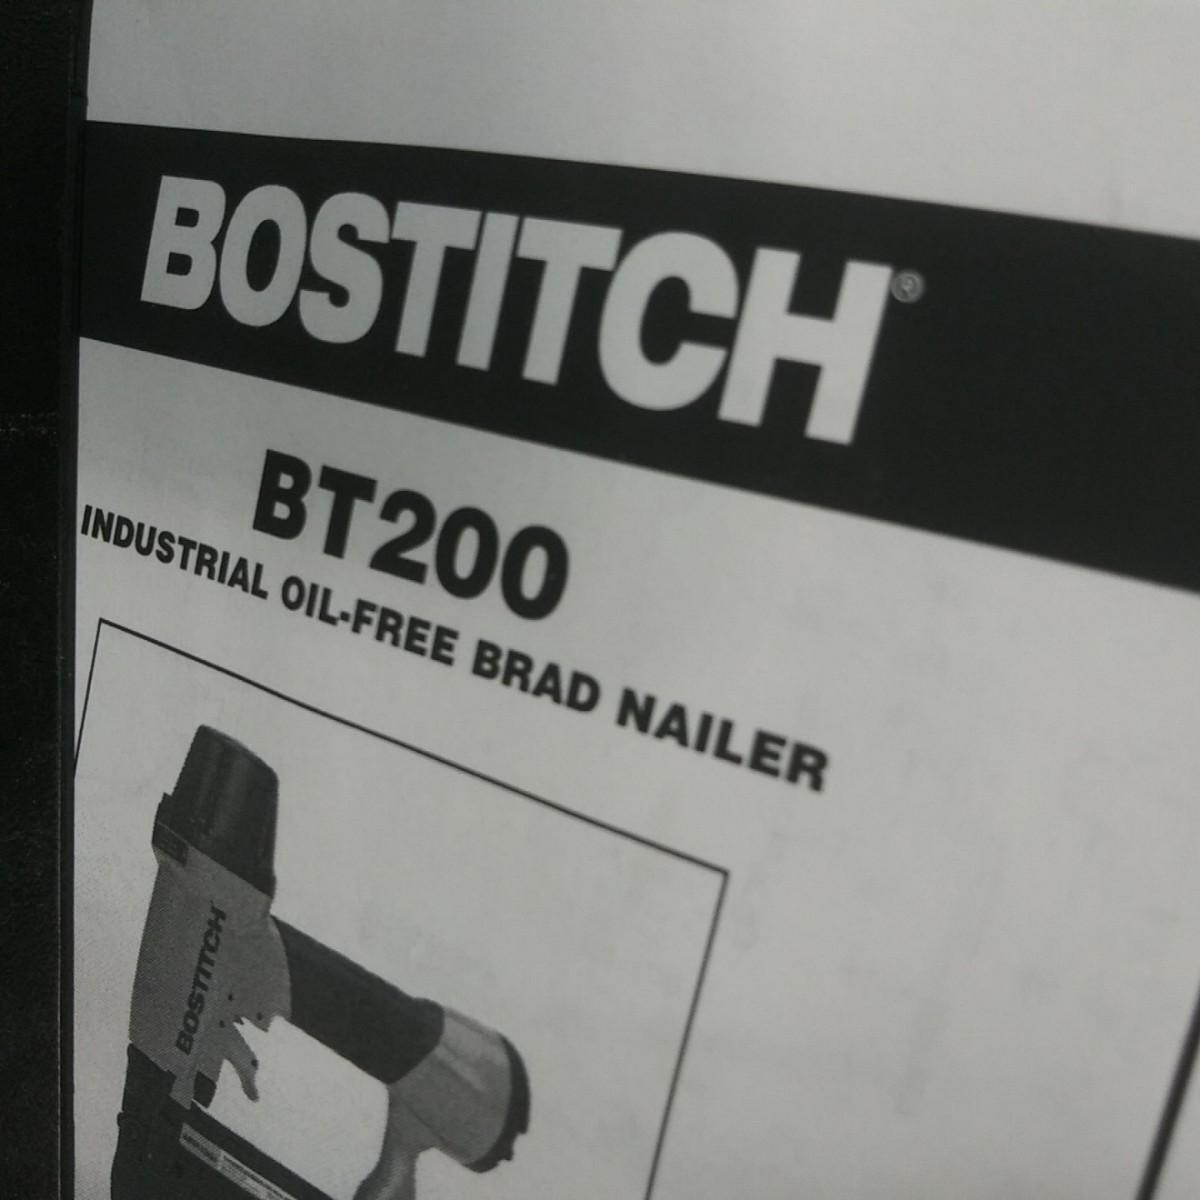 BOSTITCH®
BT200
INDUSTRIAL OIL-FREE BRAD NAILER
BOSTITCH